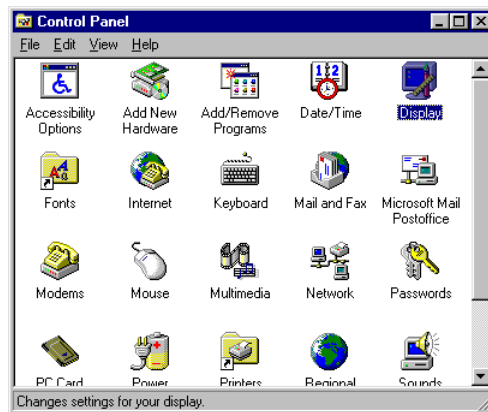 Control Panel
File Edit View Help
1 2
Accessibility Options
Add New Hardware
Add/Remove Programs
Date/Time
Display
Fonts
Internet
Keyboard
Mail and Fax
Microsoft Mail Postoffice
Modems
Mouse
Multimedia
Network
Passwords
PC Card
Power
Printers
Regional
Sounds
Changes settings for your display.